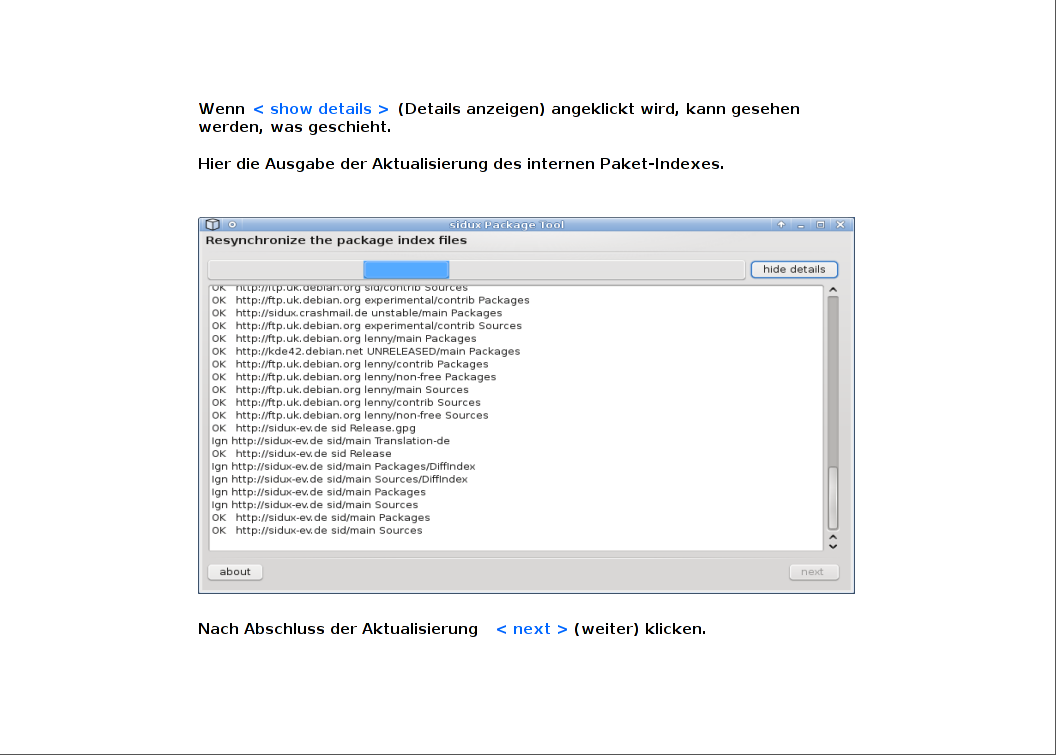 Wenn < show details > (Details anzeigen) angeklickt wird, kann gesehen
werden, was geschieht.
Hier die Ausgabe der Aktualisierung des internen Paket-Indexes.
sidux Package Tool
Resynchronize the package index files
hide details
OK http://ftp.uk.debian.org sid/contrib Sources
OK http://ftp.uk.debian.org experimental/contrib Packages
OK http://sidux.crashmail.de unstable/main Packages
OK http://ftp.uk.debian.org experimental/contrib Sources
OK http://ftp.uk.debian.org lenny/main Packages
OK http://kde42.debian.net UNRELEASED/main Packages
OK http://ftp.uk.debian.org lenny/contrib Packages
OK http://ftp.uk.debian.org lenny/non-free Packages
OK http://ftp.uk.debian.org lenny/main Sources
OK http://ftp.uk.debian.org lenny/contrib Sources
OK http://ftp.uk.debian.org lenny/non-free Sources
OK http://sidux-ev.de sid Release.gpg
Ign http://sidux-ev.de sid/main Translation-de
OK http://sidux-ev.de sid Release
Ign http://sidux-ev.de sid/main Packages/DiffIndex
Ign http://sidux-ev.de sid/main Sources/DiffIndex
Ign http://sidux-ev.de sid/main Packages
Ign http://sidux-ev.de sid/main Sources
OK http://sidux-ev.de sid/main Packages
OK http://sidux-ev.de sid/main Sources
about
next
Nach Abschluss der Aktualisierung < next > (weiter) klicken.